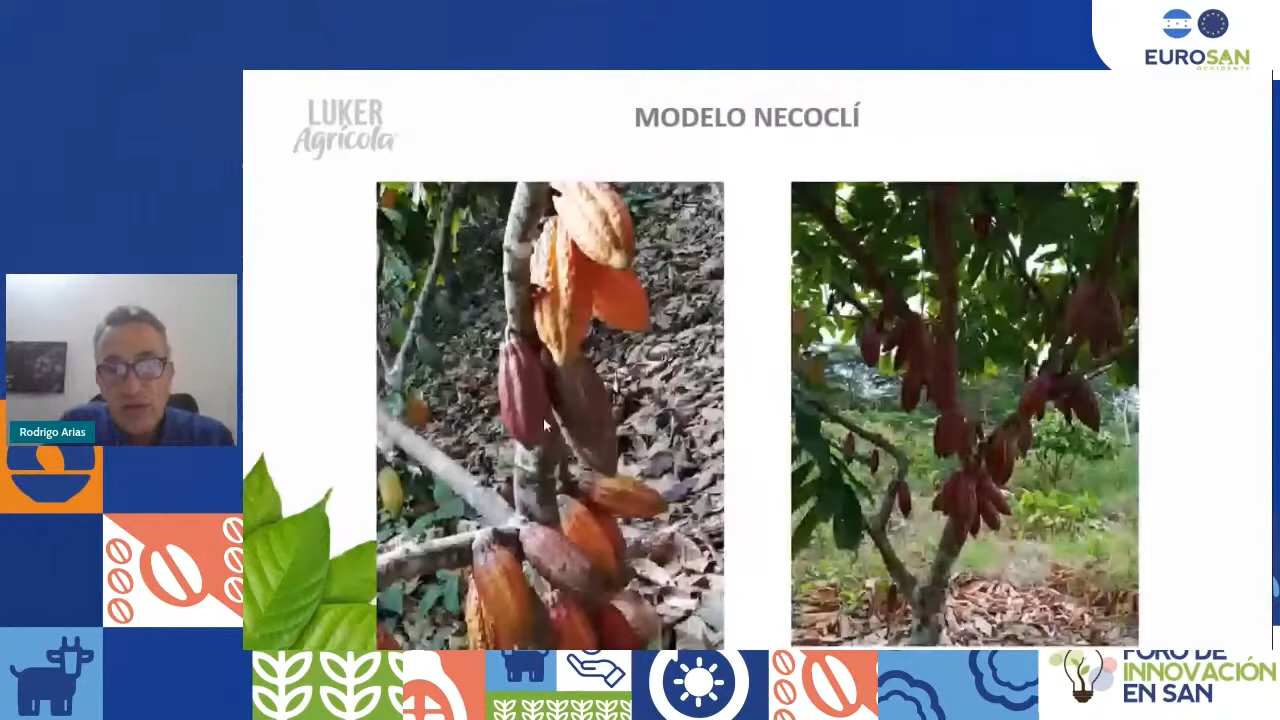 EUROSAN
OCCIDENTE
LUKER
Agrícola
MODELO NECOCLÍ
Rodrigo Arias
FORO DE
INNOVACIÓN
EN SAN